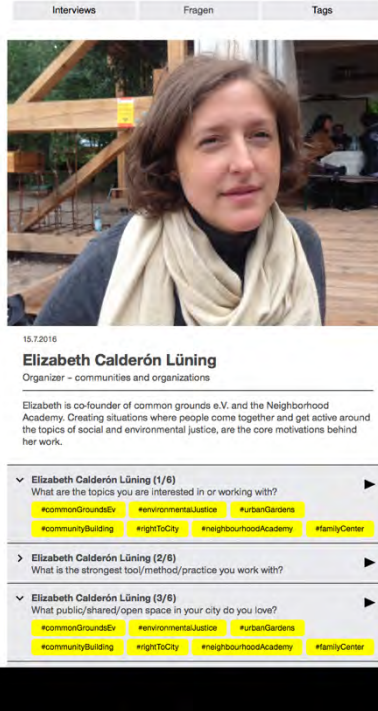 Interviews Fragen Tags
15.7.2016
Elizabeth Calderón Lüning
Organizer – communities and organizations
Elizabeth is co-founder of common grounds e.V. and the Neighborhood
Academy. Creating situations where people come together and get active around
the topics of social and environmental justice, are the core motivations behind
her work.
Elizabeth Calderón Lüning (1/6)
What are the topics you are interested in or working with?
#commonGroundsEv #environmentalJustice #urbanGardens
#communityBuilding #rightToCity #neighbourhoodAcademy #familyCenter
Elizabeth Calderón Lüning (2/6)
What is the strongest tool/method/practice you work with?
Elizabeth Calderón Lüning (3/6)
What public/shared/open space in your city do you love?
#commonGroundsEv #environmentalJustice #urbanGardens
#communityBuilding #rightToCity #neighbourhoodAcademy #familyCenter